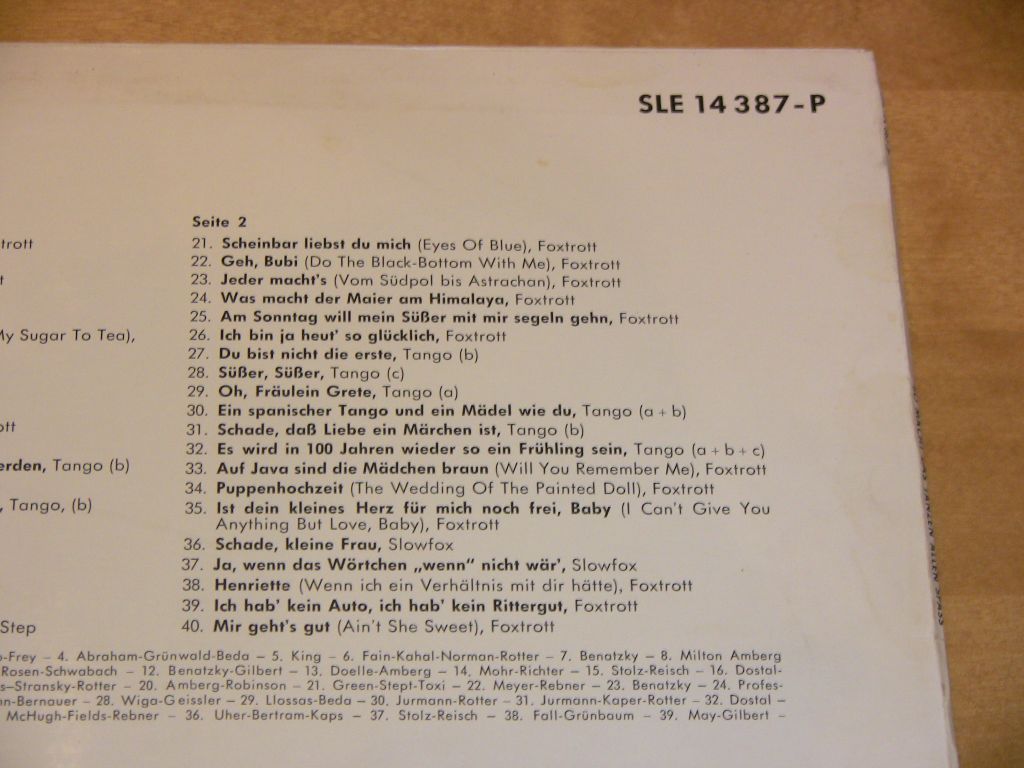 SLE 14 387-P
Seite 2
trott
21. Scheinbar liebst du mich (Eyes Of Blue), Foxtrott
22. Geh, Bubi (Do The Black-Bottom With Me), Foxtrott
t
23. Jeder macht's (Vom Südpol bis Astrachan), Foxtrott
24. Was macht der Maier am Himalaya, Foxtrott
25. Am Sonntag will mein Süßer mit mir segeln gehn, Foxtrott
My Sugar To Tea),
26. Ich bin ja heut' so glücklich, Foxtrott
27. Du bist nicht die erste, Tango (b)
28. Süßer, Süßer, Tango (c)
29. Oh, Fräulein Grete, Tango (a)
30. Ein spanischer Tango und ein Mädel wie du, Tango (a + b)
ott
31. Schade, daß Liebe ein Märchen ist, Tango (b)
32. Es wird in 100 Jahren wieder so ein Frühling sein, Tango (a + b + c)
erden, Tango (b)
33. Auf Java sind die Mädchen braun (Will You Remember Me), Foxtrott
34. Puppenhochzeit (The Wedding Of The Painted Doll), Foxtrott
, Tango, (b)
35. Ist dein kleines Herz für mich noch frei, Baby (I Can't Give You
Anything But Love, Baby), Foxtrott
36. Schade, kleine Frau, Slowfox
37. Ja, wenn das Wörtchen „wenn" nicht wär', Slowfox
38. Henriette (Wenn ich ein Verhältnis mit dir hätte), Foxtrott
39. Ich hab' kein Auto, ich hab' kein Rittergut, Foxtrott
Step
40. Mir geht's gut (Ain't She Sweet), Foxtrott
o-Frey – 4. Abraham-Grünwald-Beda – 5. King – 6. Fain-Kahal-Norman-Rotter – 7. Benatzky – 8. Milton Amberg
Rosen-Schwabach – 12. Benatzky-Gilbert – 13. Doelle-Amberg – 14. Mohr-Richter – 15. Stolz-Reisch – 16. Dostal-
s–Stransky-Rotter – 20. Amberg-Robinson – 21. Green-Stept-Toxi – 22. Meyer-Rebner – 23. Benatzky – 24. Profes-
nn-Bernauer – 28. Wiga-Geissler – 29. Llossas-Beda – 30. Jurmann-Rotter – 31. Jurmann-Kaper-Rotter – 32. Dostal –
McHugh-Fields-Rebner – 36. Uher-Bertram-Kaps – 37. Stolz-Reisch – 38. Fall-Grünbaum – 39. May-Gilbert –